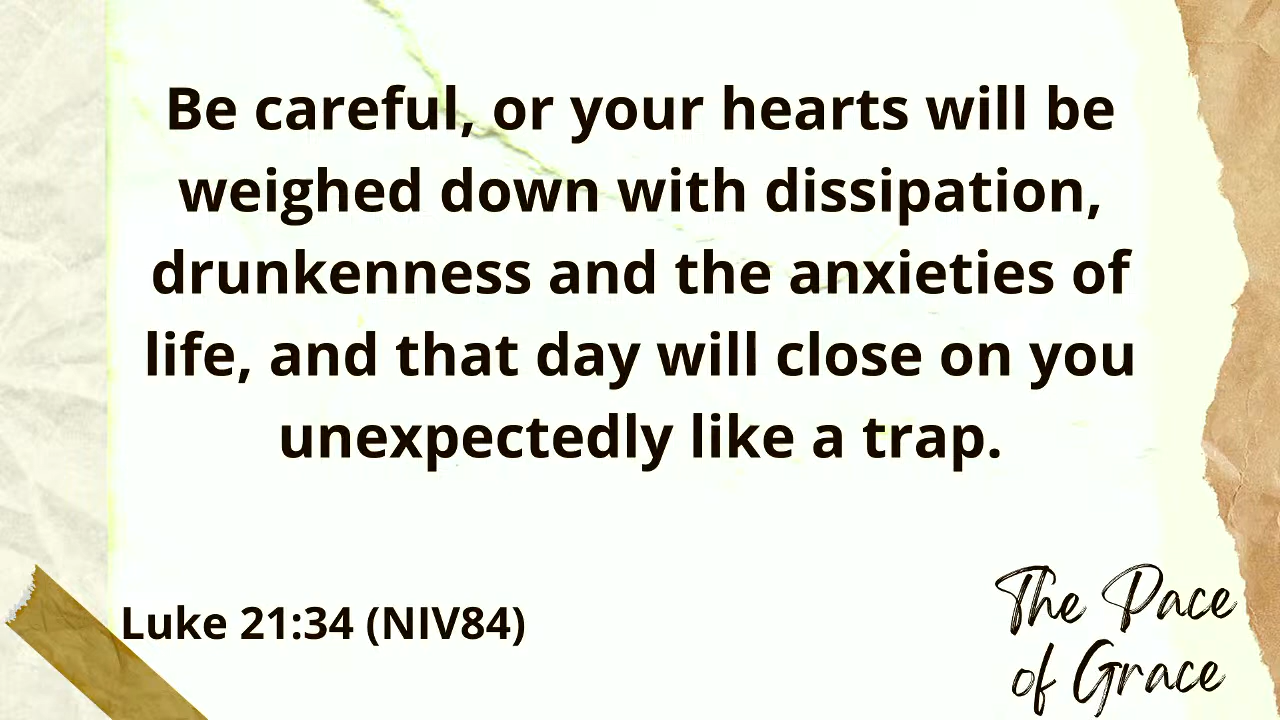 Be careful, or your hearts will be
weighed down with dissipation,
drunkenness and the anxieties of
life, and that day will close on you
unexpectedly like a trap.
Luke 21:34 (NIV84)
The Pace
of Grace